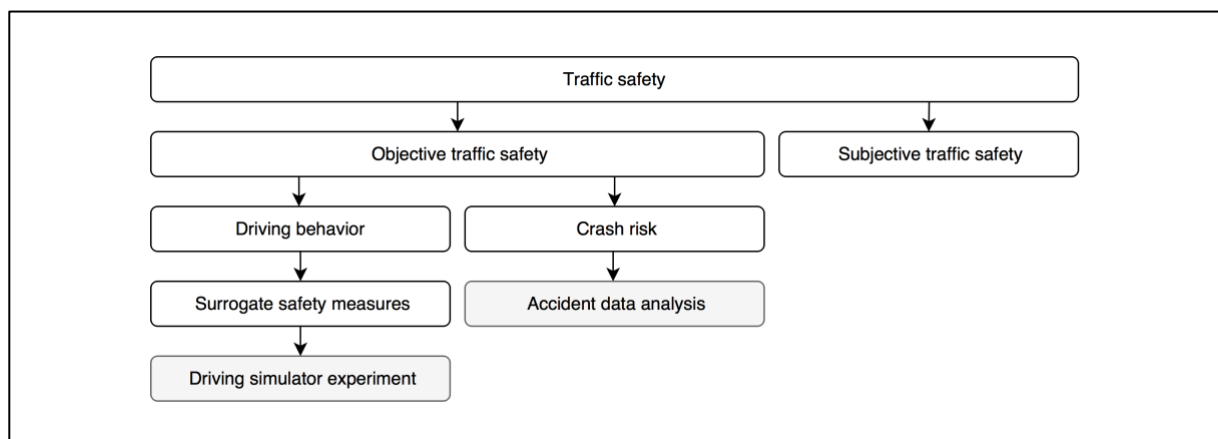 Traffic safety
Objective traffic safety
Subjective traffic safety
Driving behavior
Crash risk
Surrogate safety measures
Accident data analysis
Driving simulator experiment